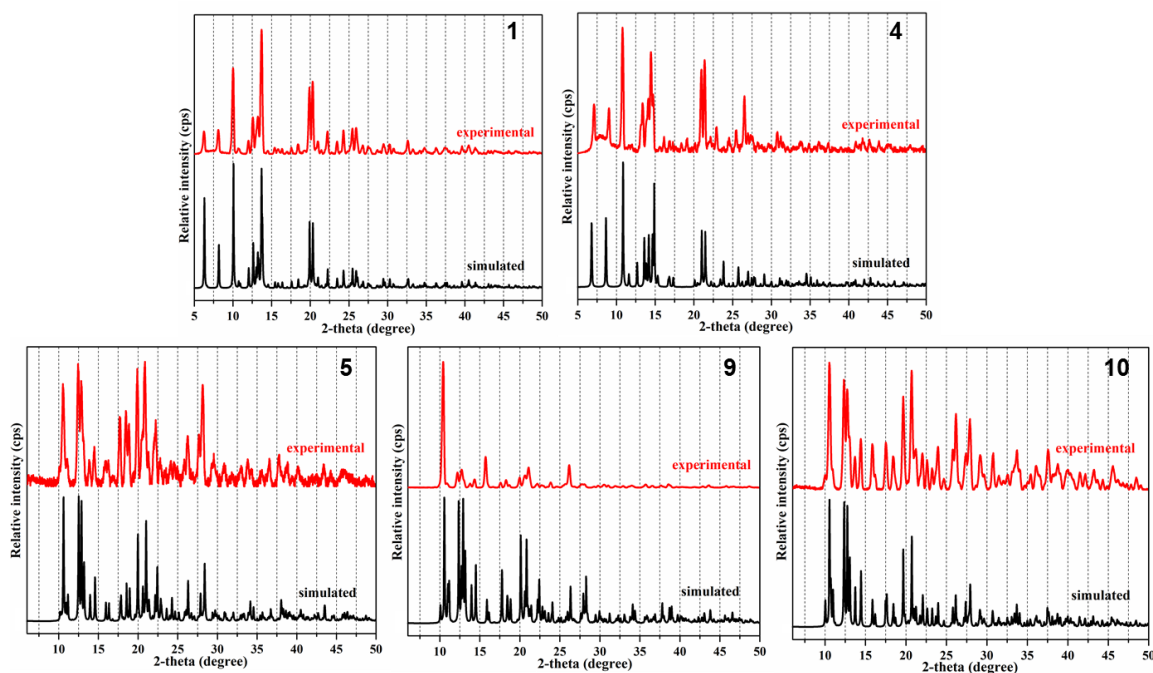 1
Relative intensity (cps)
experimental
simulated
5 10 15 20 25 30 35 40 45 50
2-theta (degree)
4
Relative intensity (cps)
experimental
simulated
5 10 15 20 25 30 35 40 45 50
2-theta (degree)
5
Relative intensity (cps)
experimental
simulated
10 15 20 25 30 35 40 45 50
2-theta (degree)
9
Relative intensity (cps)
experimental
simulated
10 15 20 25 30 35 40 45 50
2-theta (degree)
10
Relative intensity (cps)
experimental
simulated
10 15 20 25 30 35 40 45 50
2-theta (degree)